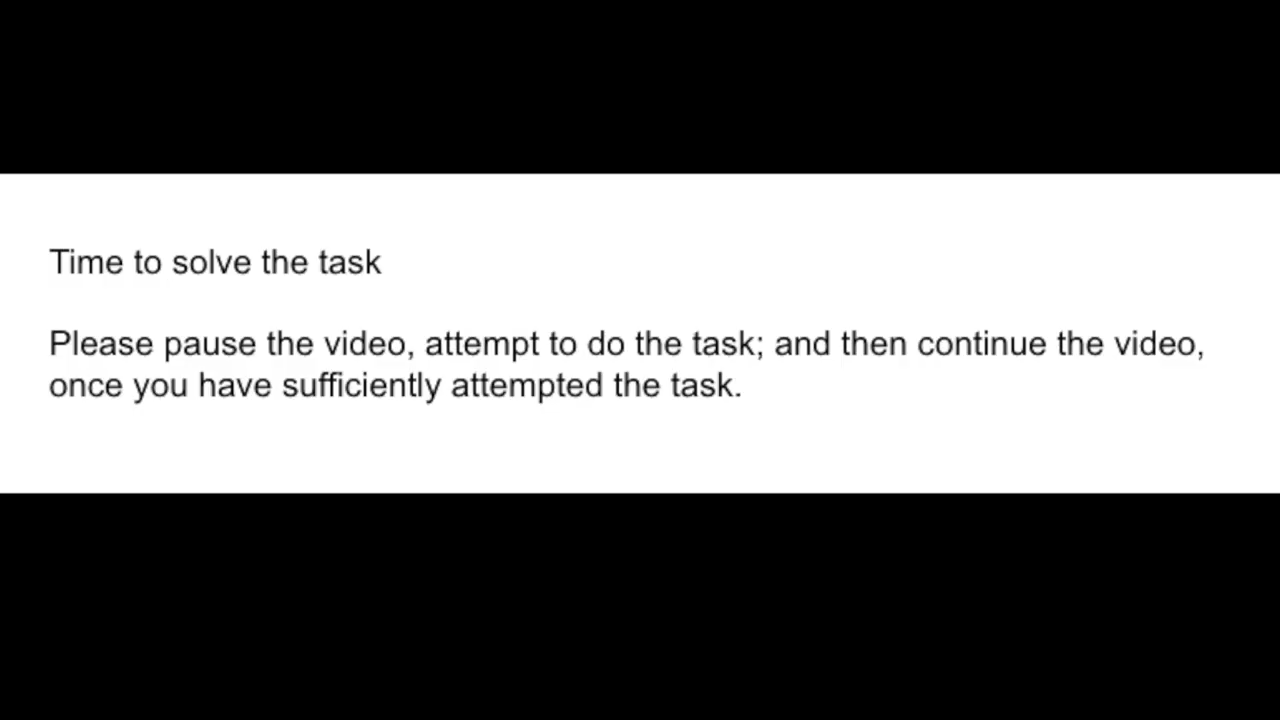 Time to solve the task
Please pause the video, attempt to do the task; and then continue the video,
once you have sufficiently attempted the task.